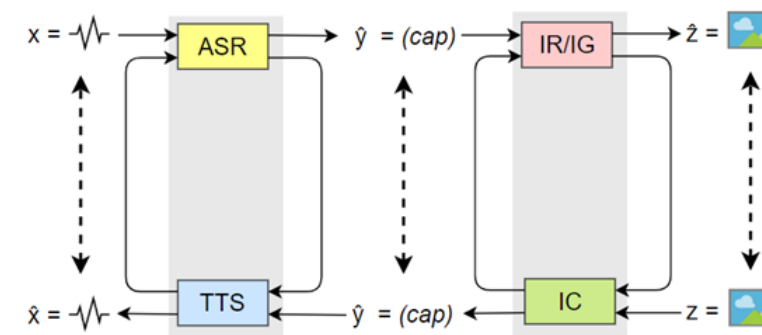 x = ASR ŷ = (cap) IR/IG ẑ =
x̂ = TTS ŷ = (cap) IC z =